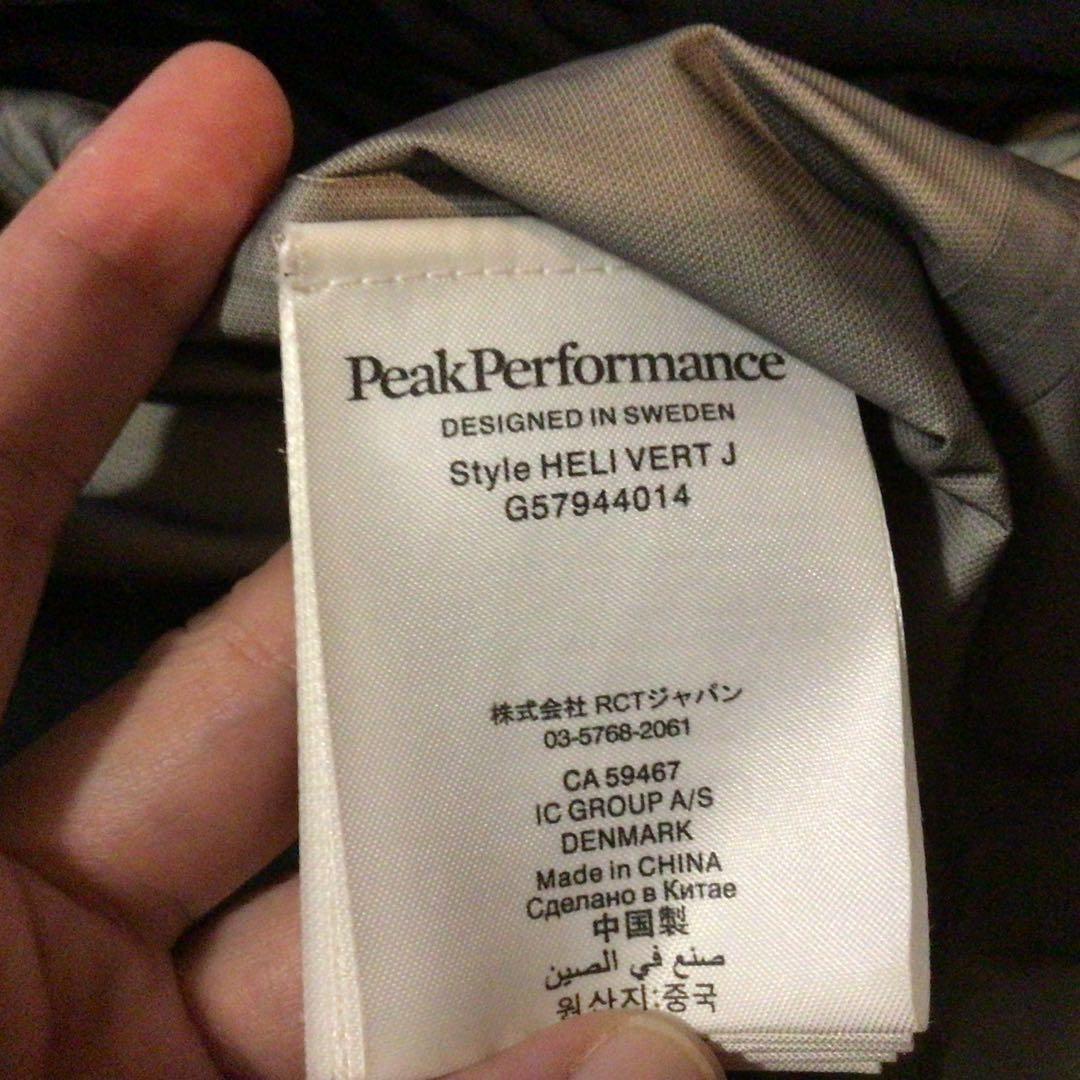 PeakPerformance
DESIGNED IN SWEDEN
Style HELI VERT J
G57944014
株式会社 RCTジャパン
03-5768-2061
CA 59467
IC GROUP A/S
DENMARK
Made in CHINA
Сделано в Китае
中国製
صنع في الصين
원산지:중국